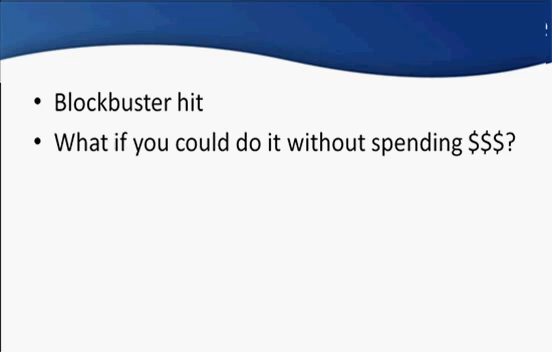 • Blockbuster hit
• What if you could do it without spending $$$?